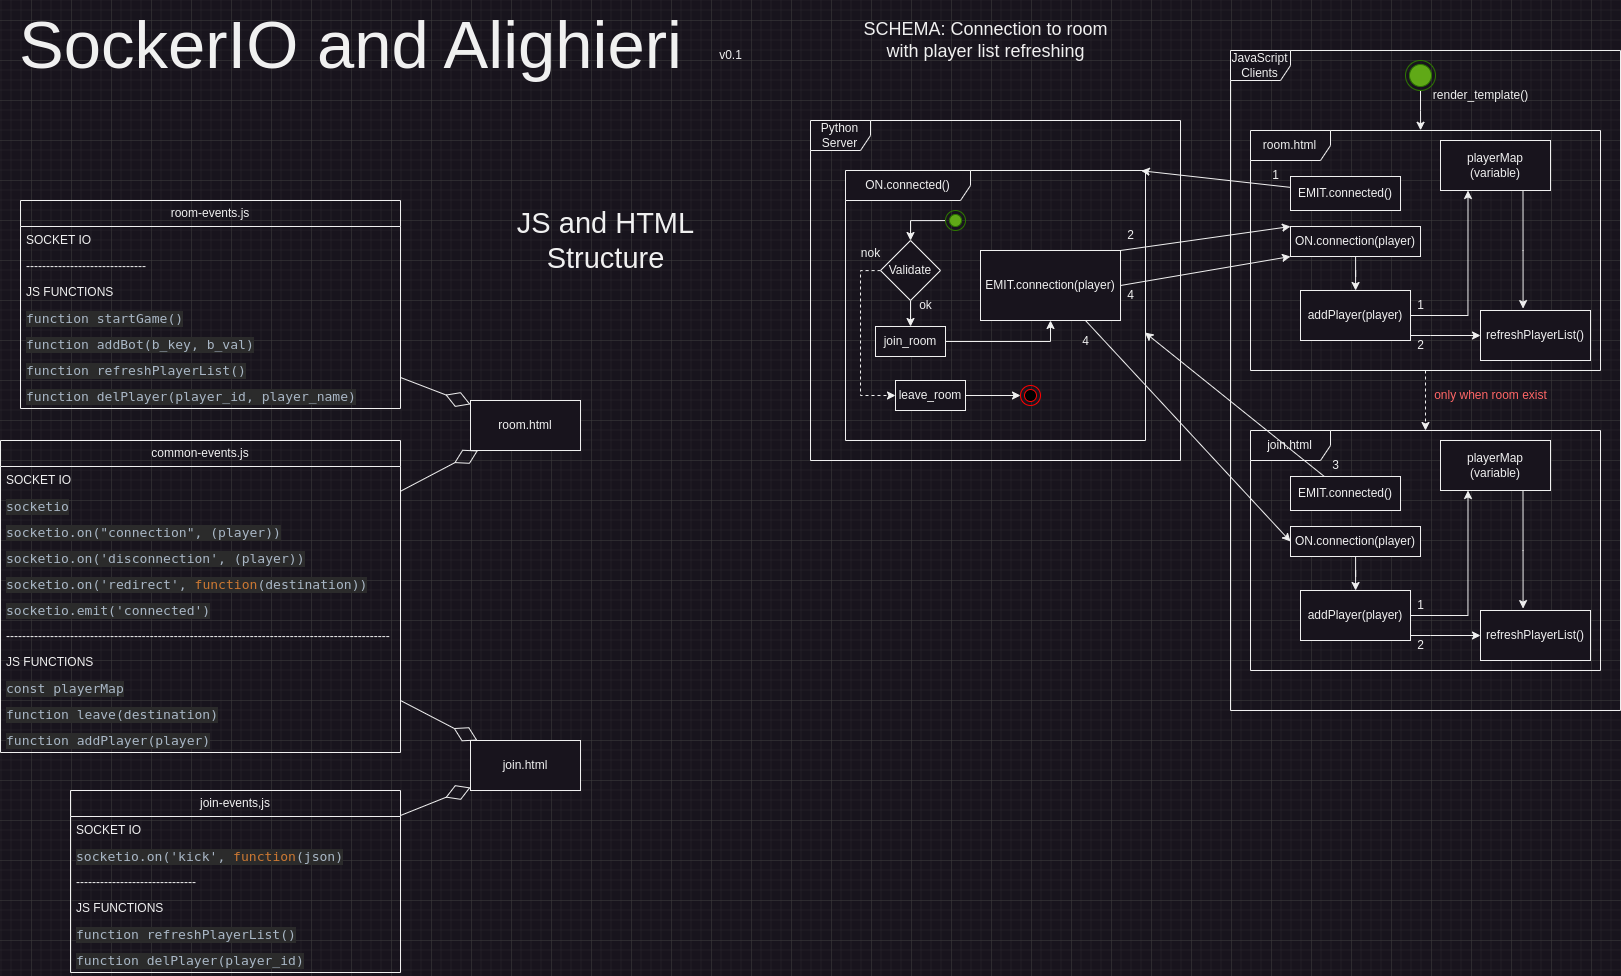 SockerIO and Alighieri
v0.1
SCHEMA: Connection to room
with player list refreshing
JS and HTML
Structure
room-events.js
SOCKET IO
------------------------------
JS FUNCTIONS
function startGame()
function addBot(b_key, b_val)
function refreshPlayerList()
function delPlayer(player_id, player_name)
room.html
common-events.js
SOCKET IO
socketio
socketio.on("connection", (player))
socketio.on('disconnection', (player))
socketio.on('redirect', function(destination))
socketio.emit('connected')
------------------------------------------------------------------------------------------------
JS FUNCTIONS
const playerMap
function leave(destination)
function addPlayer(player)
join.html
join-events,js
SOCKET IO
socketio.on('kick', function(json)
------------------------------
JS FUNCTIONS
function refreshPlayerList()
function delPlayer(player_id)
Python
Server
ON.connected()
nok
Validate
ok
join_room
leave_room
EMIT.connection(player)
2
4
4
JavaScript
Clients
render_template()
room.html
playerMap
(variable)
1
EMIT.connected()
ON.connection(player)
addPlayer(player)
1
2
refreshPlayerList()
only when room exist
join.html
playerMap
(variable)
3
EMIT.connected()
ON.connection(player)
addPlayer(player)
1
2
refreshPlayerList()